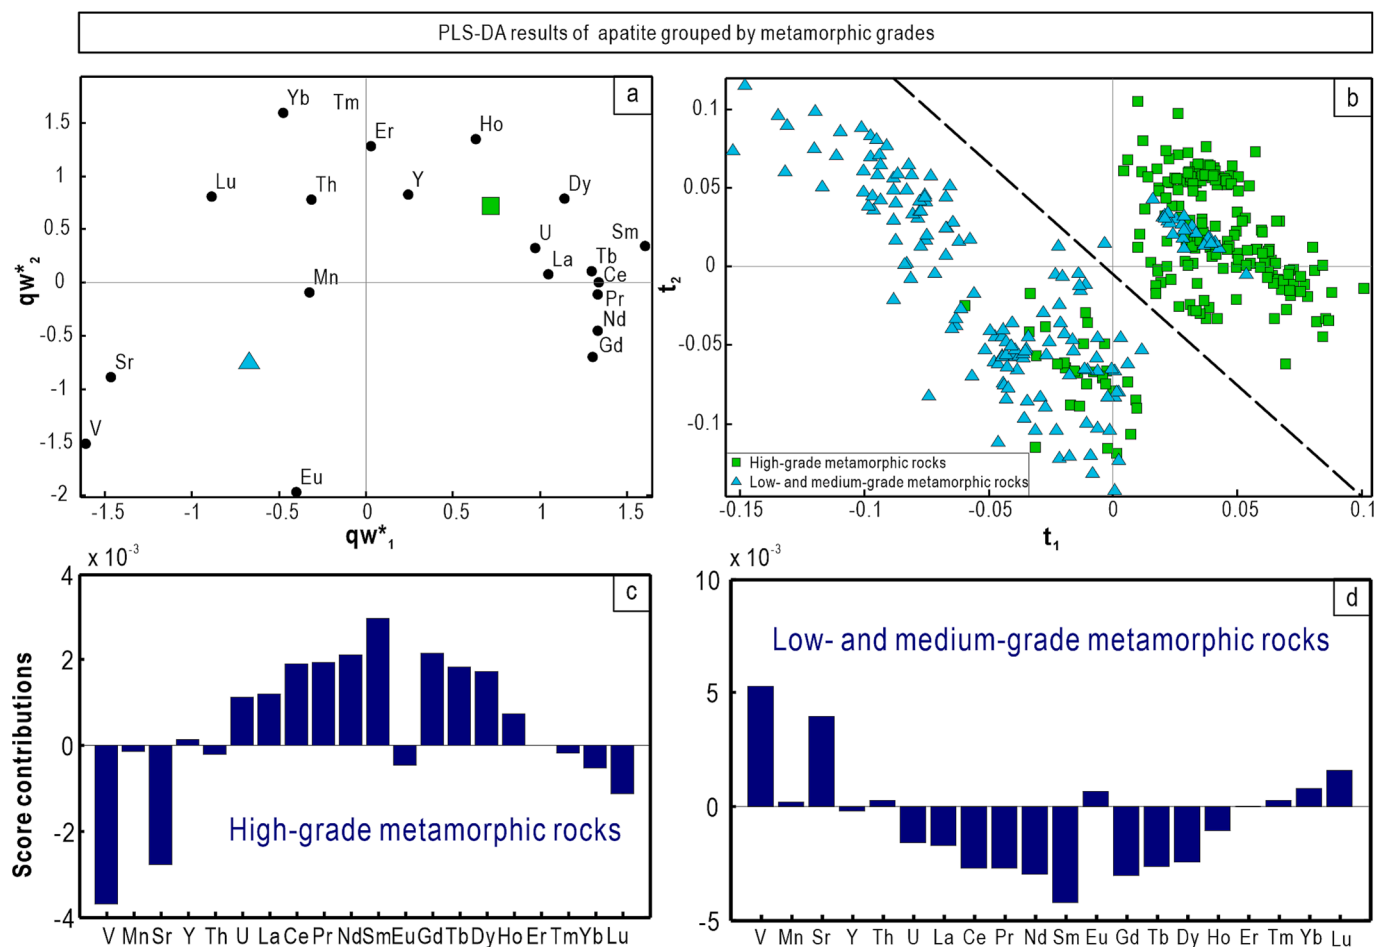 PLS-DA results of apatite grouped by metamorphic grades
a
Yb
Tm
Er
Ho
Lu
Th
Y
Dy
U
Sm
La
Tb
Ce
Mn
Pr
Nd
Gd
Sr
V
Eu
1.5
1
0.5
0
-0.5
-1
-1.5
-2
qw*2
-1.5
-1
-0.5
0
0.5
1
1.5
qw*1
b
0.1
0.05
0
-0.05
-0.1
t2
High-grade metamorphic rocks
Low- and medium-grade metamorphic rocks
-0.15
-0.1
-0.05
0
0.05
0.1
t1
x 10-3
c
4
2
0
-2
-4
Score contributions
High-grade metamorphic rocks
V Mn Sr Y Th U La Ce Pr Nd Sm Eu Gd Tb Dy Ho Er Tm Yb Lu
x 10-3
d
10
5
0
-5
Low- and medium-grade metamorphic rocks
V Mn Sr Y Th U La Ce Pr Nd Sm Eu Gd Tb Dy Ho Er Tm Yb Lu